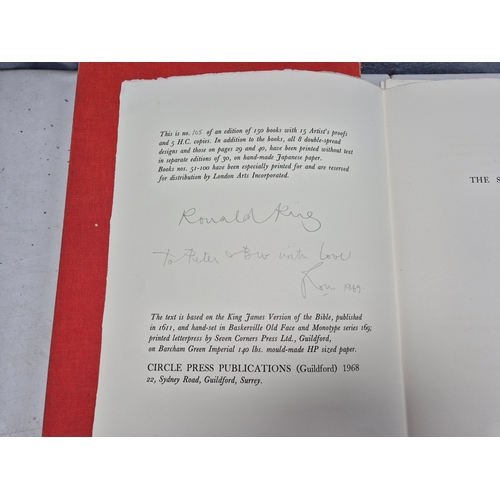 This is no. 106 of an edition of 150 books with 15 Artist's proofs
and 5 H.C. copies. In addition to the books, all 8 double-spread
designs and those on pages 29 and 40, have been printed without text
in separate editions of 30, on hand-made Japanese paper.
Books nos. 51-100 have been especially printed for and are reserved
for distribution by London Arts Incorporated.
Ronald King
To Peter & with love
Ron 1969.
The text is based on the King James Version of the Bible, published
in 1611, and hand-set in Baskerville Old Face and Monotype series 169;
printed letterpress by Seven Corners Press Ltd., Guildford,
on Barcham Green Imperial 140 lbs. mould-made HP sized paper.
CIRCLE PRESS PUBLICATIONS (Guildford) 1968
22, Sydney Road, Guildford, Surrey.
THE S